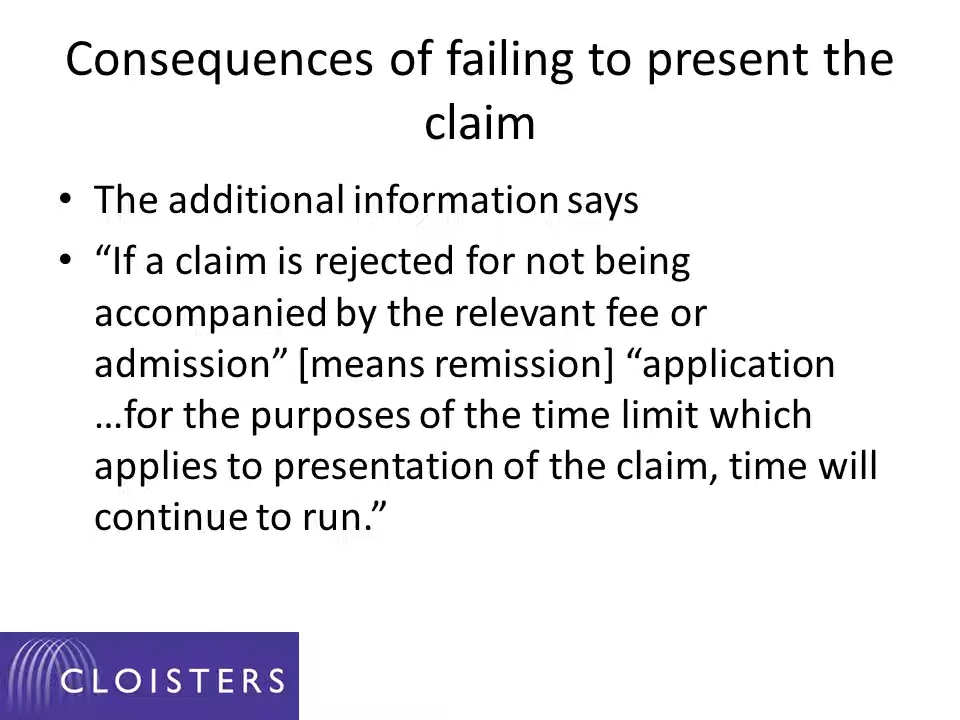 Consequences of failing to present the
claim
• The additional information says
• “If a claim is rejected for not being
accompanied by the relevant fee or
admission” [means remission] “application
…for the purposes of the time limit which
applies to presentation of the claim, time will
continue to run.”
CLOISTERS